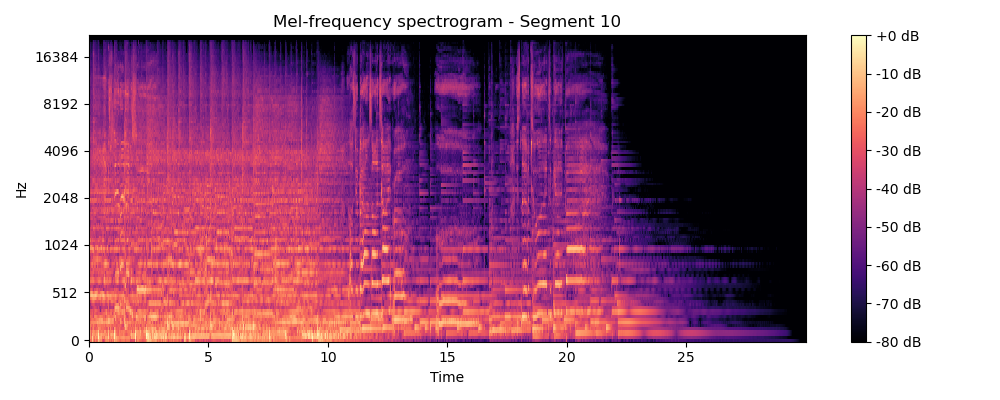 Mel-frequency spectrogram - Segment 10
Hz
16384
8192
4096
2048
1024
512
0
0 5 10 15 20 25
Time
+0 dB
-10 dB
-20 dB
-30 dB
-40 dB
-50 dB
-60 dB
-70 dB
-80 dB